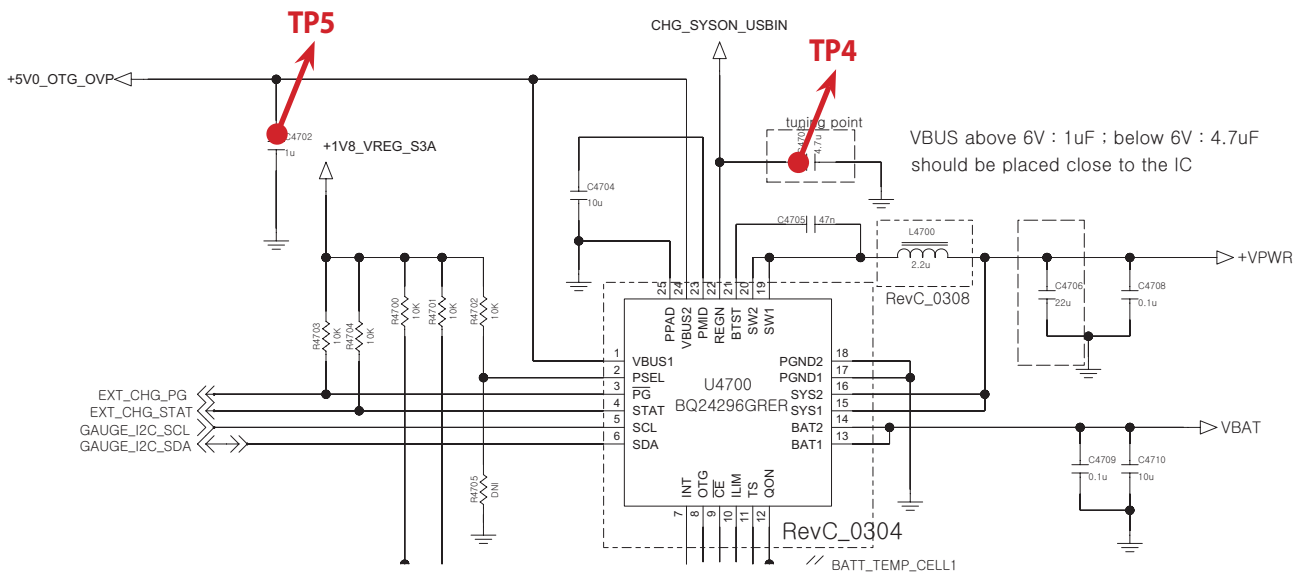 TP5
CHG_SYSON_USBIN
TP4
+5V0_OTG_OVP
C4702
1u
+1V8_VREG_S3A
tuning point
4.7u
VBUS above 6V : 1uF ; below 6V : 4.7uF
should be placed close to the IC
C4704
10u
C4705
47n
L4700
2.2u
RevC_0308
+VPWR
C4706
22u
C4708
0.1u
R4703
10K
R4704
10K
R4700
10K
R4701
10K
R4702
10K
25
24
23
22
21
20
19
PPAD
VBUS2
PMID
REGN
BTST
SW2
SW1
1
VBUS1
2
PSEL
3
PG
4
STAT
5
SCL
6
SDA
U4700
BQ24296GRER
PGND2
18
PGND1
17
SYS2
16
SYS1
15
BAT2
14
BAT1
13
EXT_CHG_PG
EXT_CHG_STAT
GAUGE_I2C_SCL
GAUGE_I2C_SDA
VBAT
C4709
0.1u
C4710
10u
R4705
DNI
INT
OTG
CE
ILIM
TS
QON
7
8
9
10
11
12
RevC_0304
BATT_TEMP_CELL1